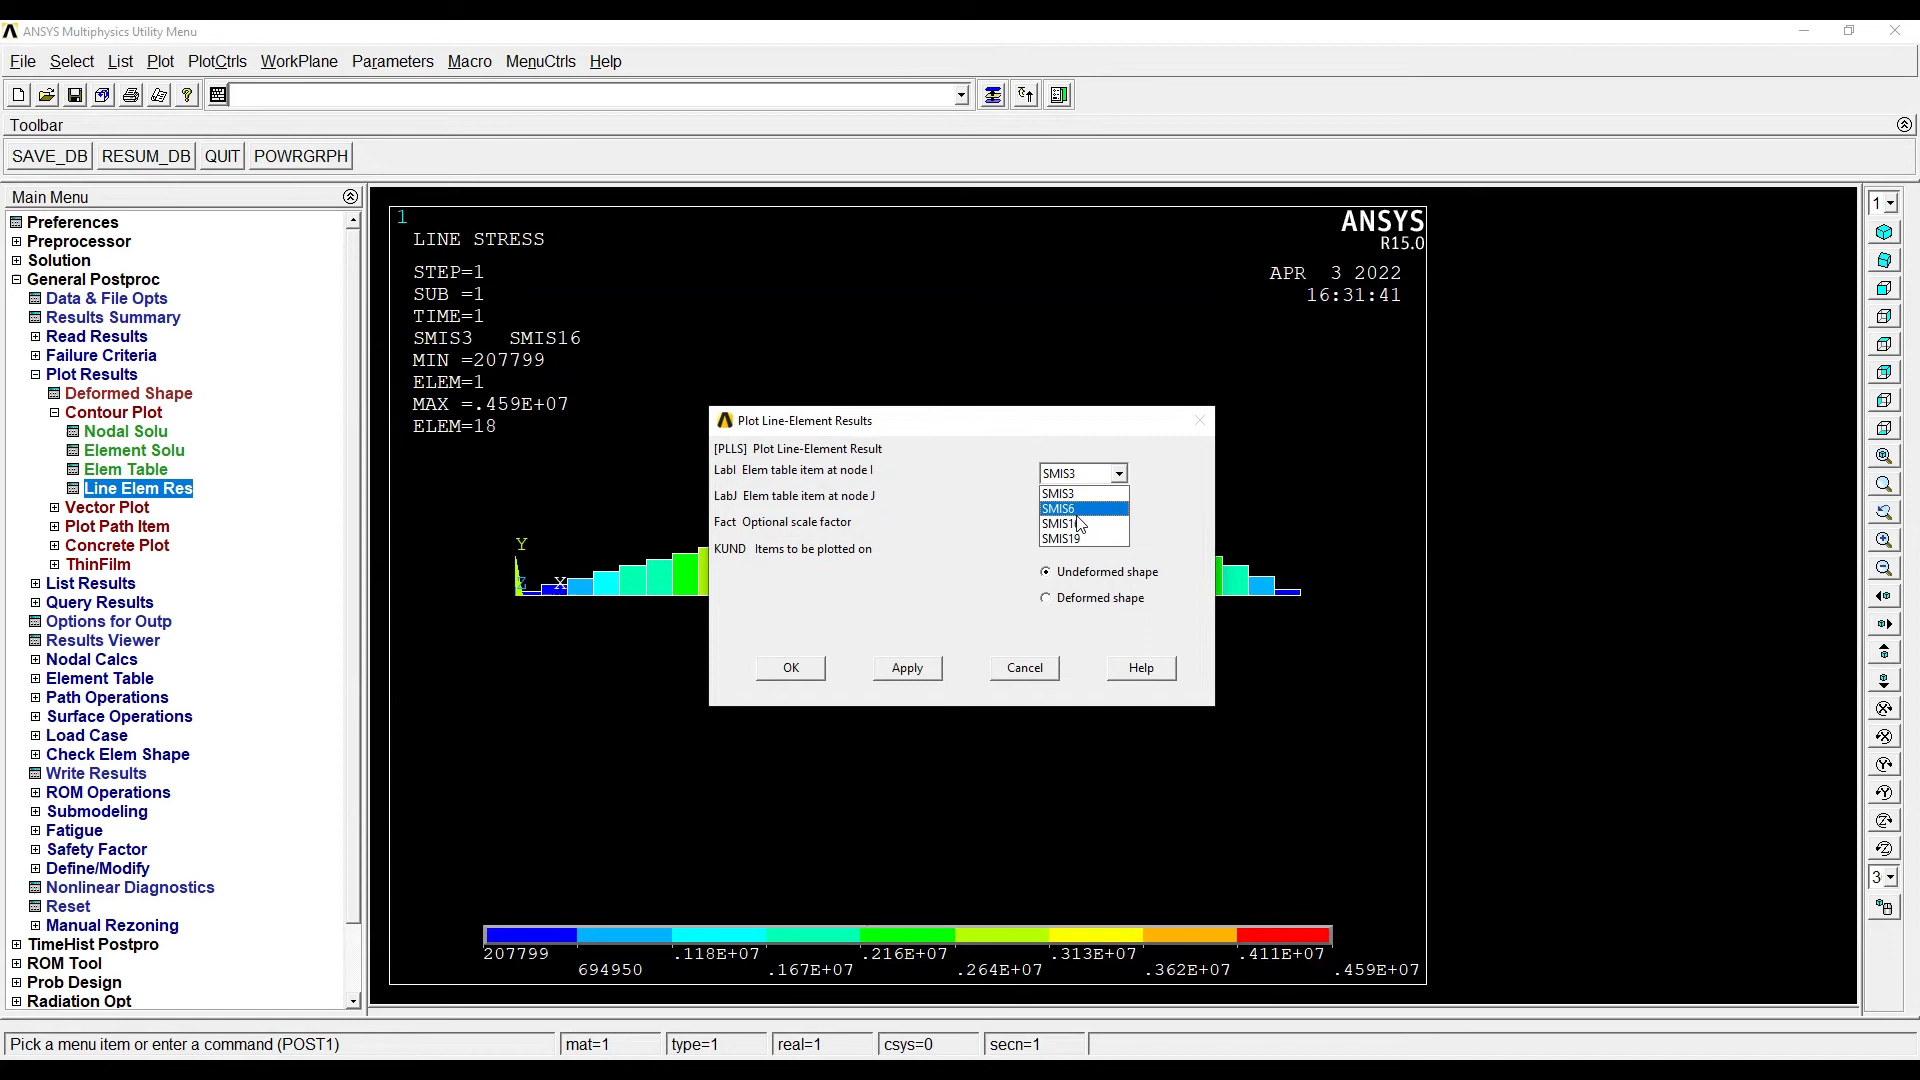 ANSYS Multiphysics Utility Menu
File Select List Plot PlotCtrls WorkPlane Parameters Macro MenuCtrls Help
Toolbar
SAVE_DB RESUM_DB QUIT POWRGRPH
Main Menu
Preferences
Preprocessor
Solution
General Postproc
Data & File Opts
Results Summary
Read Results
Failure Criteria
Plot Results
Deformed Shape
Contour Plot
Nodal Solu
Element Solu
Elem Table
Line Elem Res
Vector Plot
Plot Path Item
Concrete Plot
ThinFilm
List Results
Query Results
Options for Outp
Results Viewer
Nodal Calcs
Element Table
Path Operations
Surface Operations
Load Case
Check Elem Shape
Write Results
ROM Operations
Submodeling
Fatigue
Safety Factor
Define/Modify
Nonlinear Diagnostics
Reset
Manual Rezoning
TimeHist Postpro
ROM Tool
Prob Design
Radiation Opt
1
LINE STRESS
STEP=1
SUB =1
TIME=1
SMIS3 SMIS16
MIN =207799
ELEM=1
MAX =.459E+07
ELEM=18
ANSYS
R15.0
APR 3 2022
16:31:41
Y
Z X
Plot Line-Element Results
[PLLS] Plot Line-Element Result
LabI Elem table item at node I
SMIS3
LabJ Elem table item at node J
SMIS3
SMIS6
SMIS19
Fact Optional scale factor
KUND Items to be plotted on
Undeformed shape
Deformed shape
OK Apply Cancel Help
207799 .118E+07 .216E+07 .313E+07 .411E+07
694950 .167E+07 .264E+07 .362E+07 .459E+07
1
3
Pick a menu item or enter a command (POST1) mat=1 type=1 real=1 csys=0 secn=1